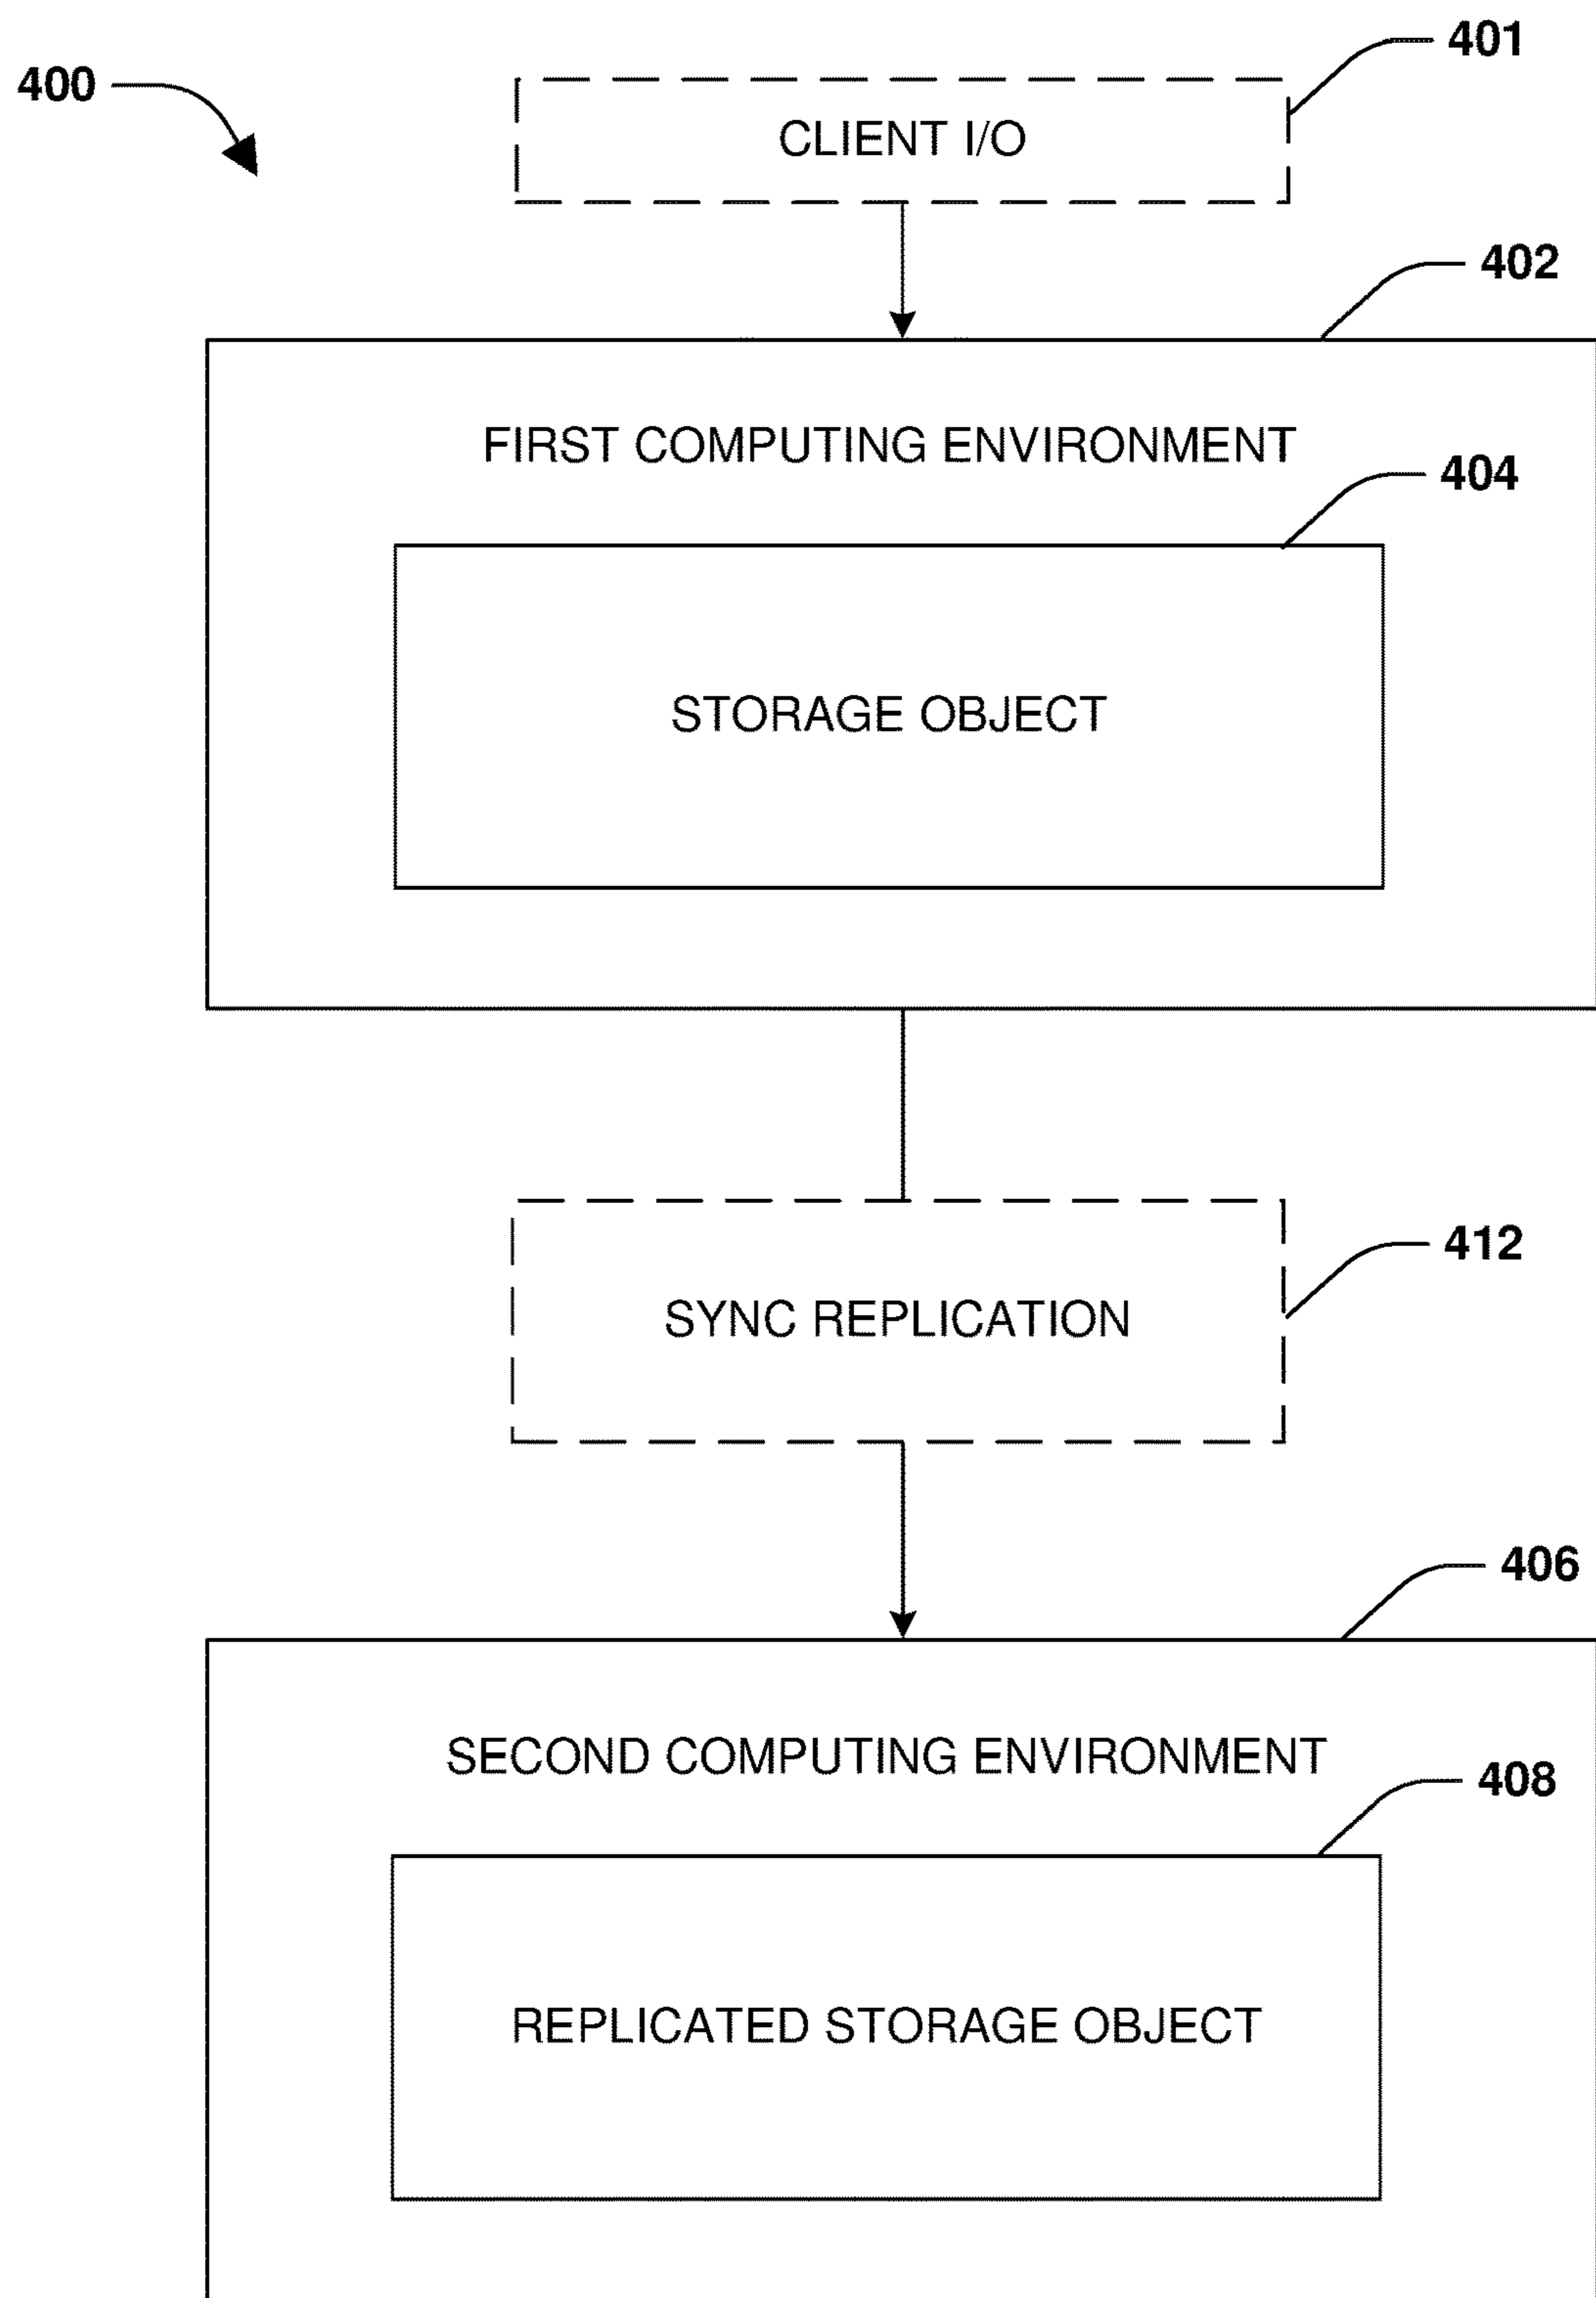 401
400
CLIENT I/O
402
FIRST COMPUTING ENVIRONMENT
404
STORAGE OBJECT
412
SYNC REPLICATION
406
SECOND COMPUTING ENVIRONMENT
408
REPLICATED STORAGE OBJECT